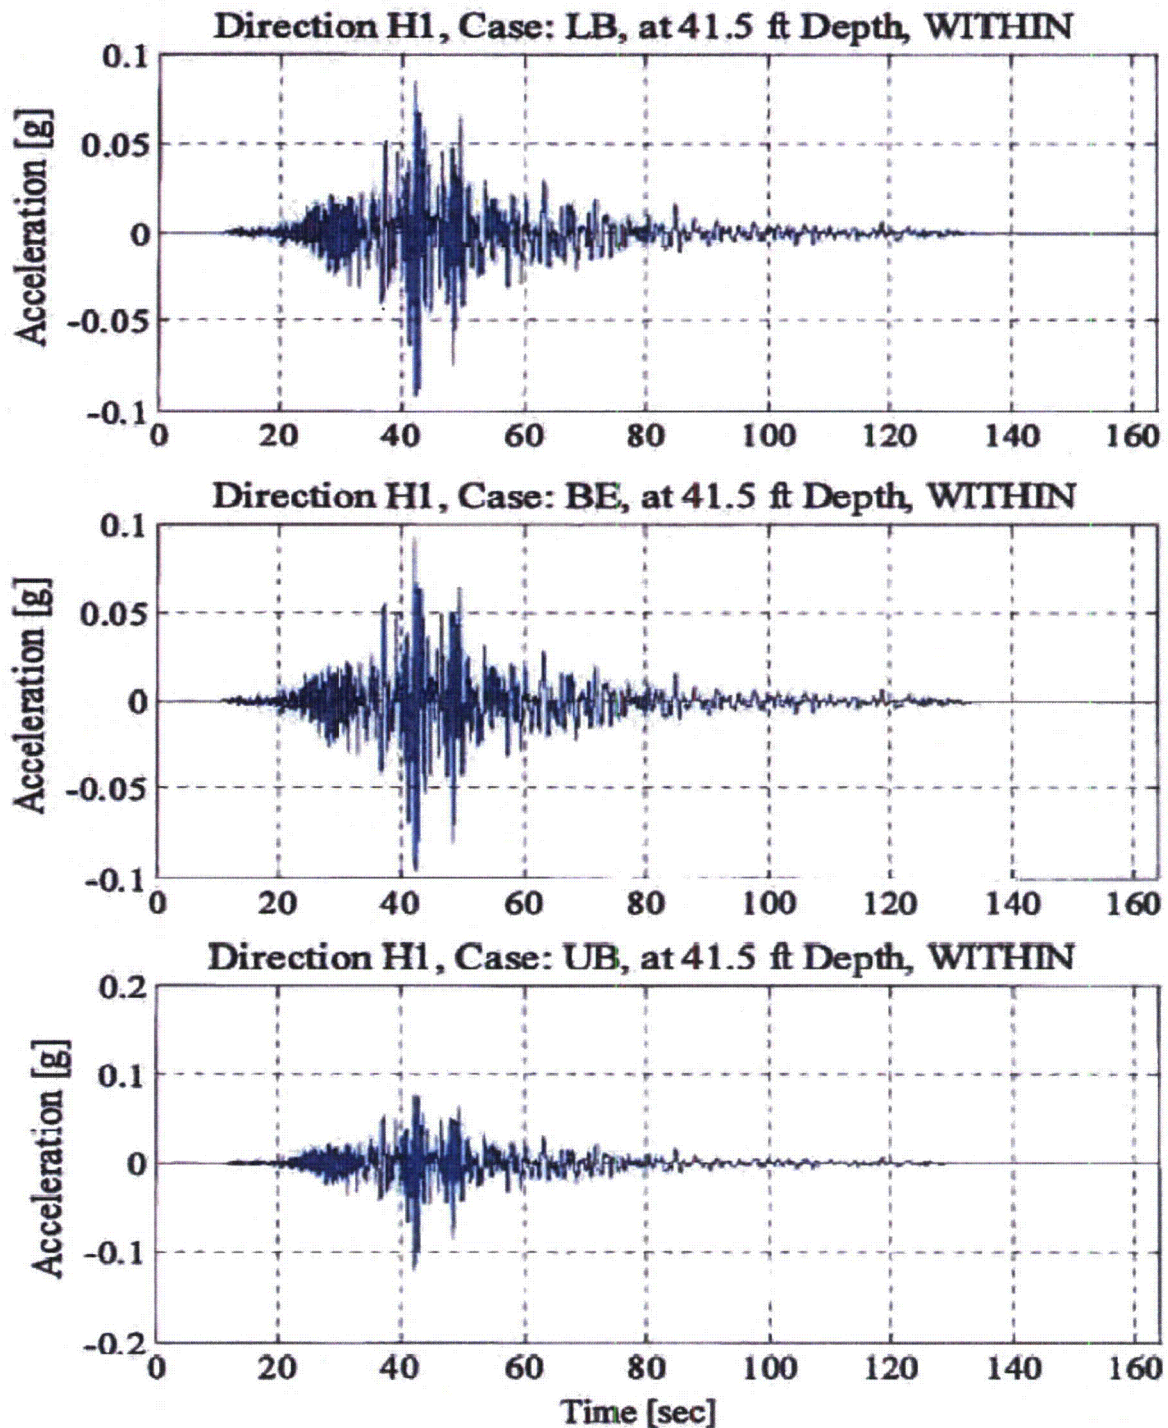 Direction H1, Case: LB, at 41.5 ft Depth, WITHIN
0.1
0.05
0
-0.05
-0.1
Acceleration [g]
0 20 40 60 80 100 120 140 160
Direction H1, Case: BE, at 41.5 ft Depth, WITHIN
0.1
0.05
0
-0.05
-0.1
Acceleration [g]
0 20 40 60 80 100 120 140 160
Direction H1, Case: UB, at 41.5 ft Depth, WITHIN
0.2
0.1
0
-0.1
-0.2
Acceleration [g]
0 20 40 60 80 100 120 140 160
Time [sec]